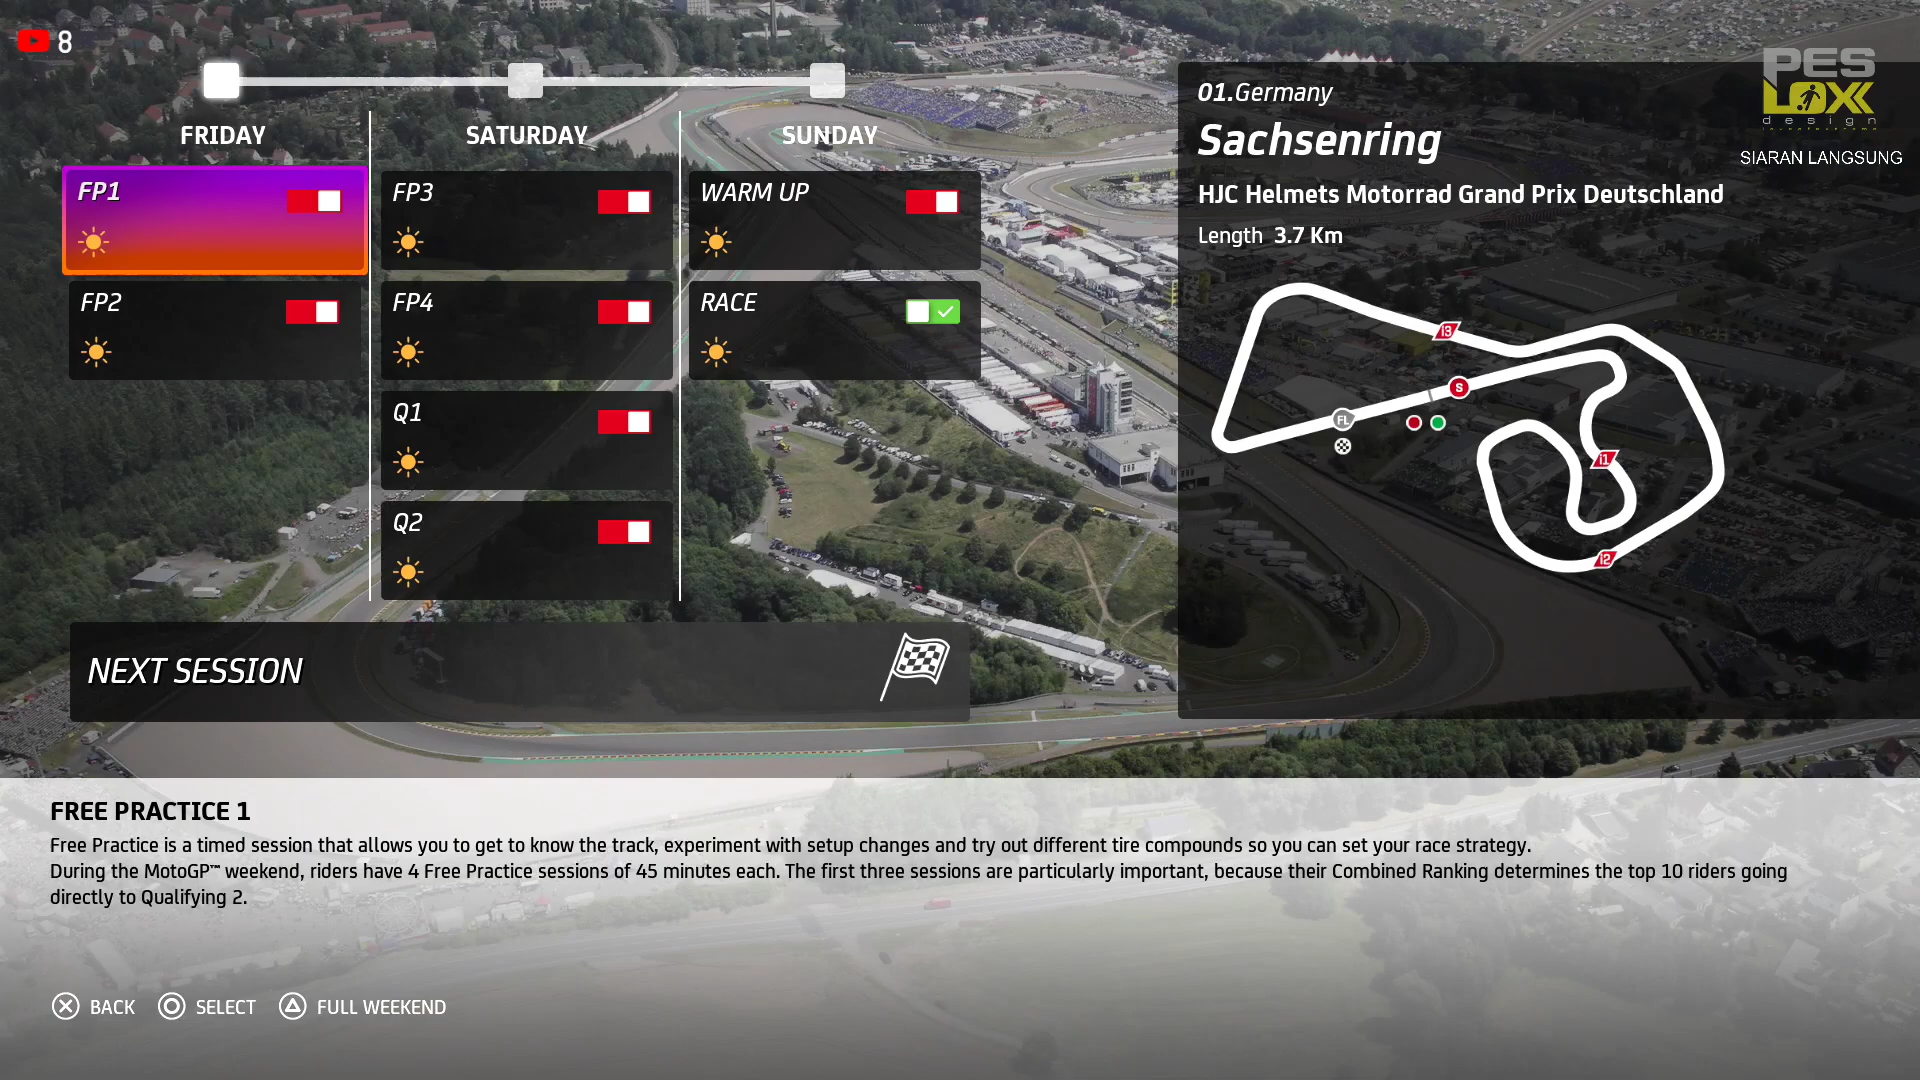 8
PES
LOXX
design
SIARAN LANGSUNG
FRIDAY
SATURDAY
SUNDAY
FP1
FP2
FP3
FP4
Q1
Q2
WARM UP
RACE
NEXT SESSION
01.Germany
Sachsenring
HJC Helmets Motorrad Grand Prix Deutschland
Length 3.7 Km
i3
S
FL
i1
i2
FREE PRACTICE 1
Free Practice is a timed session that allows you to get to know the track, experiment with setup changes and try out different tire compounds so you can set your race strategy.
During the MotoGP™ weekend, riders have 4 Free Practice sessions of 45 minutes each. The first three sessions are particularly important, because their Combined Ranking determines the top 10 riders going
directly to Qualifying 2.
BACK SELECT FULL WEEKEND